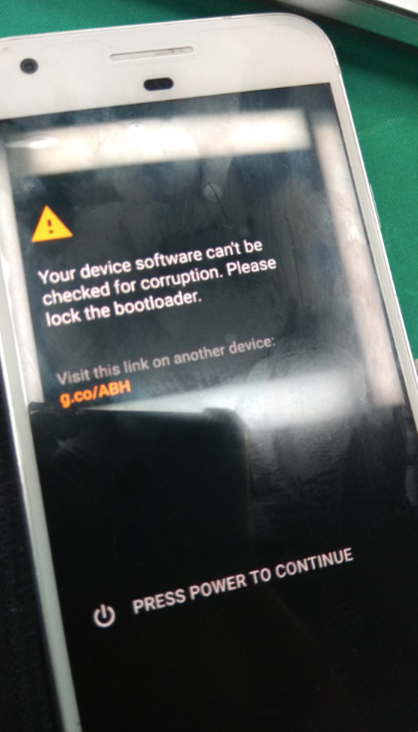 Your device software can't be
checked for corruption. Please
lock the bootloader.
Visit this link on another device:
g.co/ABH
PRESS POWER TO CONTINUE